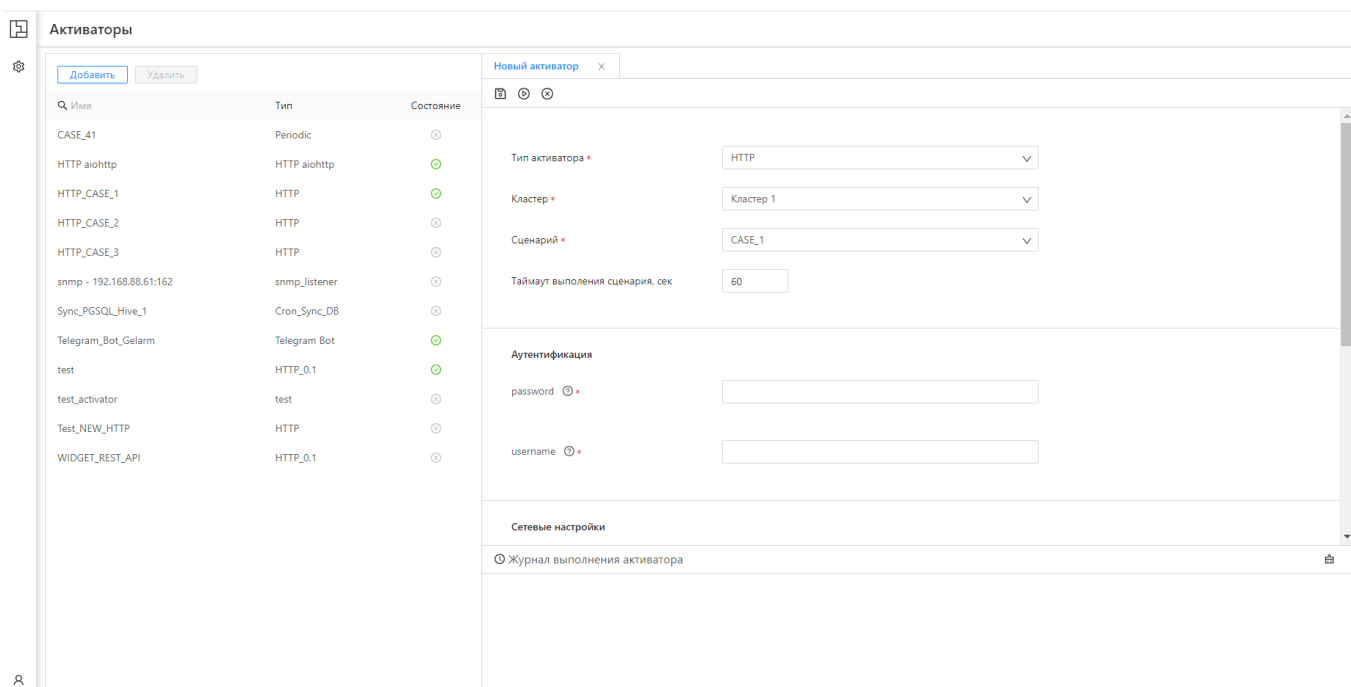 Активаторы
Добавить Удалить
Имя Тип Состояние
CASE_41 Periodic
HTTP aiohttp HTTP aiohttp
HTTP_CASE_1 HTTP
HTTP_CASE_2 HTTP
HTTP_CASE_3 HTTP
snmp - 192.168.88.61:162 snmp_listener
Sync_PGSQL_Hive_1 Cron_Sync_DB
Telegram_Bot_Gelarm Telegram Bot
test HTTP_0.1
test_activator test
Test_NEW_HTTP HTTP
WIDGET_REST_API HTTP_0.1
Новый активатор
Тип активатора * HTTP
Кластер * Кластер 1
Сценарий * CASE_1
Таймаут выполения сценария, сек 60
Аутентификация
password *
username *
Сетевые настройки
Журнал выполнения активатора